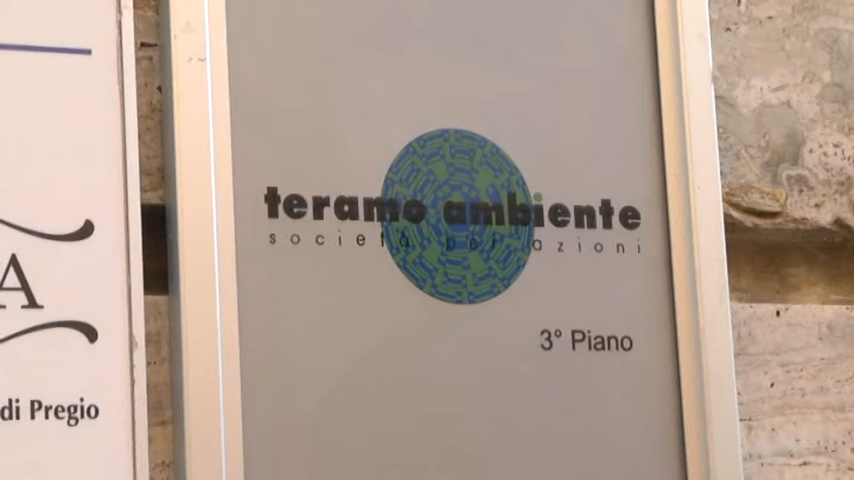 A
di Pregio
teramo ambiente
società per azioni
3° Piano